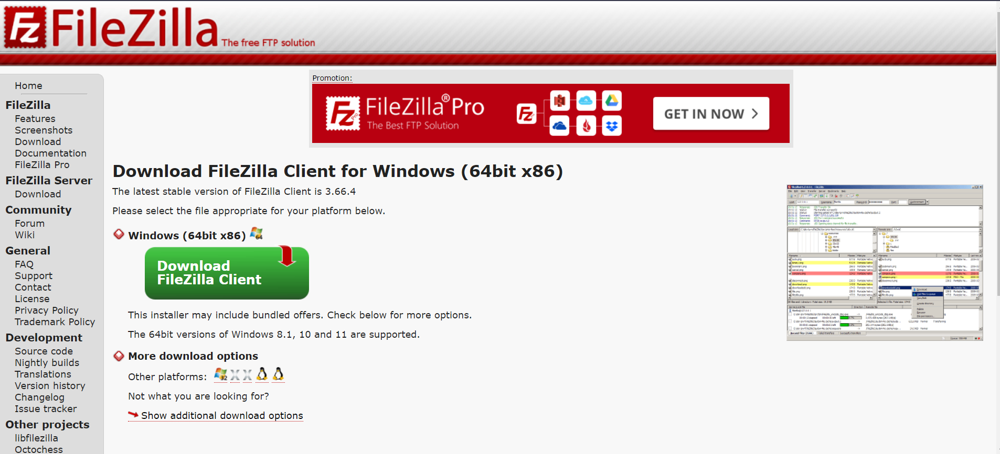 FileZilla The free FTP solution
Home
FileZilla
Features
Screenshots
Download
Documentation
FileZilla Pro
FileZilla Server
Download
Community
Forum
Wiki
General
FAQ
Support
Contact
License
Privacy Policy
Trademark Policy
Development
Source code
Nightly builds
Translations
Version history
Changelog
Issue tracker
Other projects
libfilezilla
Octochess
Promotion:
FileZilla®Pro
The Best FTP Solution
GET IN NOW
Download FileZilla Client for Windows (64bit x86)
The latest stable version of FileZilla Client is 3.66.4
Please select the file appropriate for your platform below.
Windows (64bit x86)
Download
FileZilla Client
This installer may include bundled offers. Check below for more options.
The 64bit versions of Windows 8.1, 10 and 11 are supported.
More download options
Other platforms:
Not what you are looking for?
Show additional download options